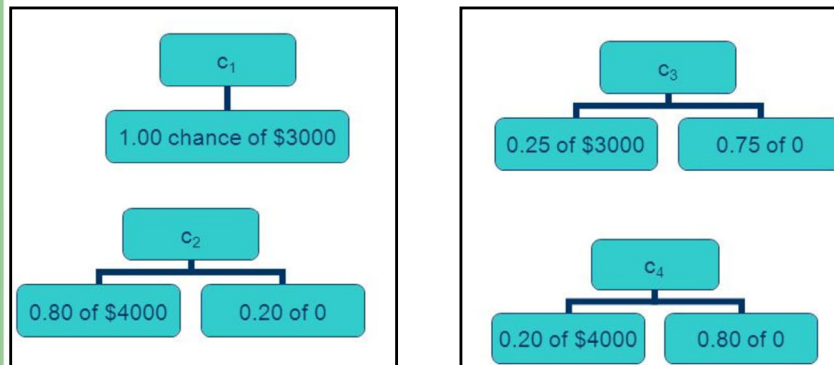 c₁
1.00 chance of $3000
c₂
0.80 of $4000
0.20 of 0
c₃
0.25 of $3000
0.75 of 0
c₄
0.20 of $4000
0.80 of 0